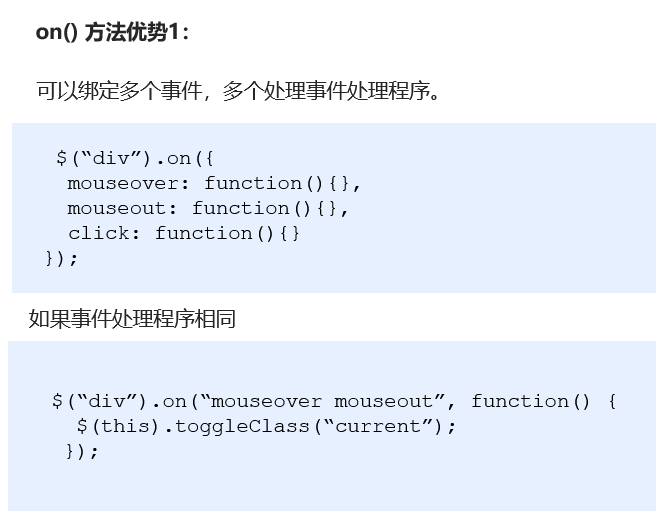 on() 方法优势1：
可以绑定多个事件，多个处理事件处理程序。
$(“div”).on({
mouseover: function(){},
mouseout: function(){},
click: function(){}
});
如果事件处理程序相同
$(“div”).on(“mouseover mouseout”, function() {
$(this).toggleClass(“current”);
});